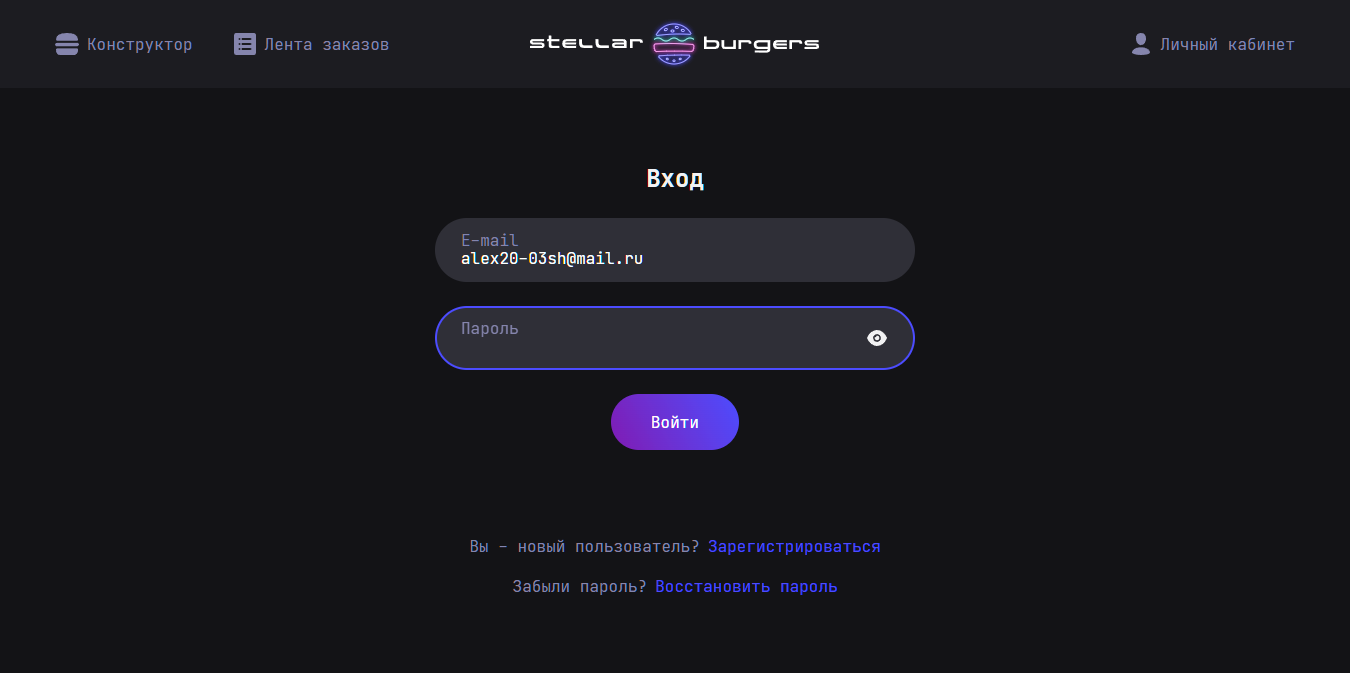 Конструктор
Лента заказов
stellar burgers
Личный кабинет
Вход
E-mail
alex20-03sh@mail.ru
Пароль
Войти
Вы - новый пользователь? Зарегистрироваться
Забыли пароль? Восстановить пароль